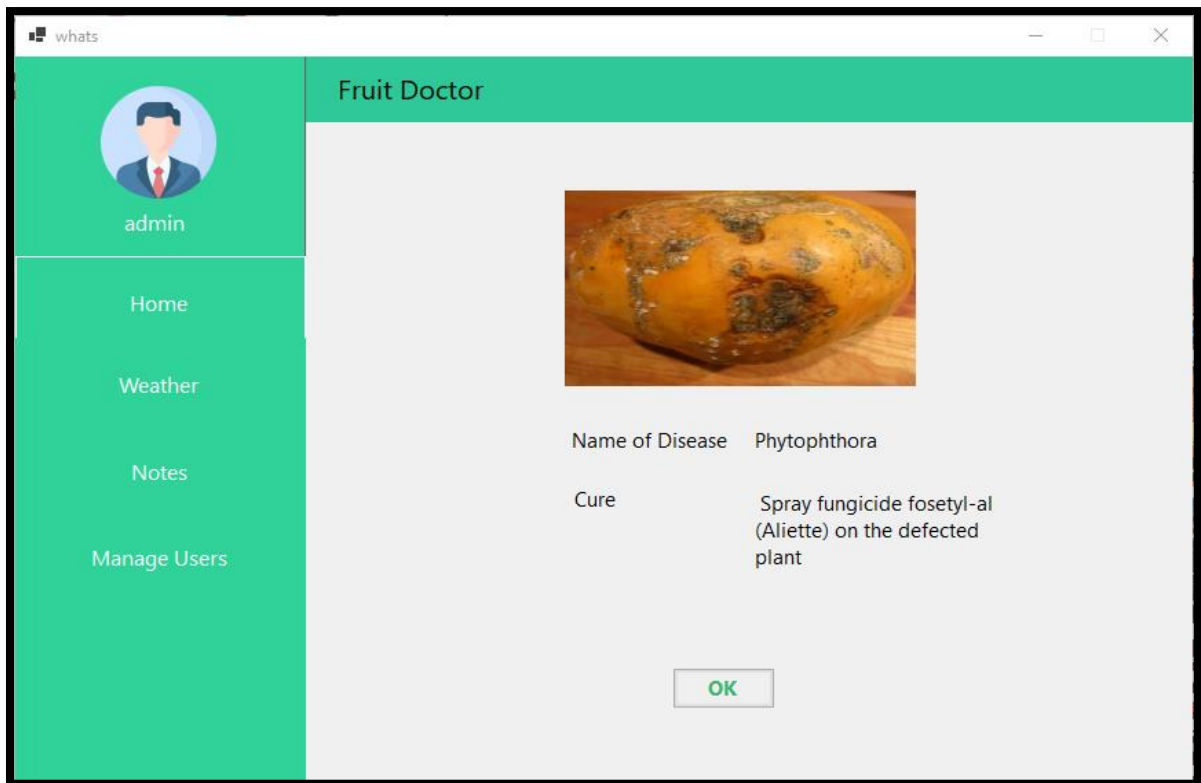 whats
Fruit Doctor
admin
Home
Weather
Notes
Manage Users
Name of Disease Phytophthora
Cure Spray fungicide fosetyl-al
(Aliette) on the defected
plant
OK